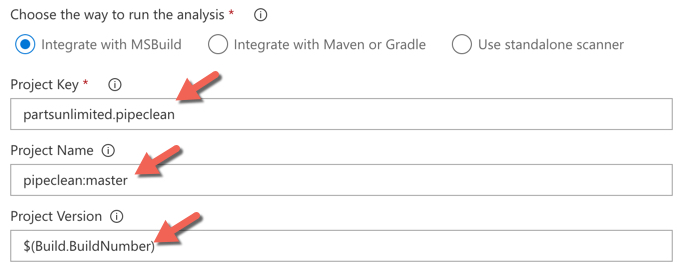 Choose the way to run the analysis *
Integrate with MSBuild Integrate with Maven or Gradle Use standalone scanner
Project Key *
partsunlimited.pipeclean
Project Name
pipeclean:master
Project Version
$(Build.BuildNumber)